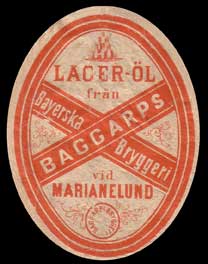 LAGER-ÖL
från
Bayerska
BAGGARPS
Bryggeri
vid
MARIANELUND